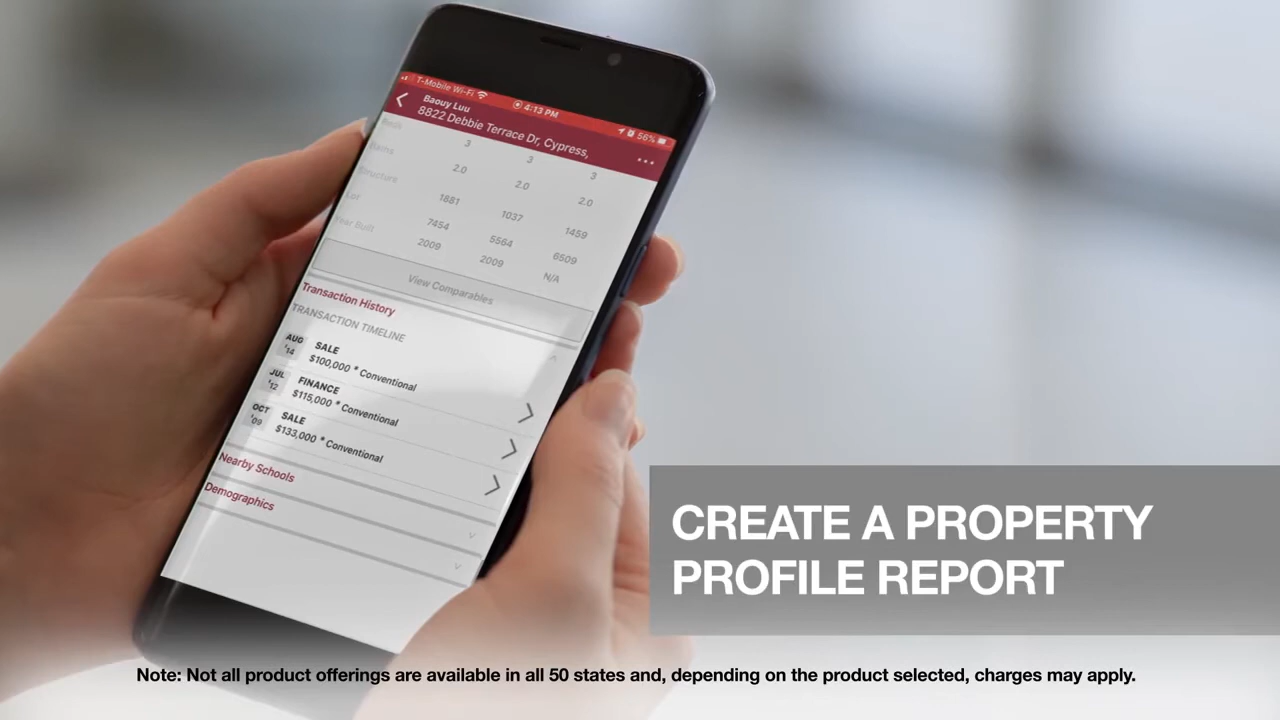 T-Mobile Wi-Fi 4:13 PM 56%
Baouy Luu
8822 Debbie Terrace Dr, Cypress,
...
3 3 3
2.0 2.0 2.0
Structure 1881 1037 1459
Lot 7454 5564 6509
Year Built 2009 2009 N/A
View Comparables
Transaction History
TRANSACTION TIMELINE
AUG '14 SALE
$100,000 * Conventional
JUL '12 FINANCE
$115,000 * Conventional
OCT '09 SALE
$133,000 * Conventional
Nearby Schools
Demographics
CREATE A PROPERTY
PROFILE REPORT
Note: Not all product offerings are available in all 50 states and, depending on the product selected, charges may apply.